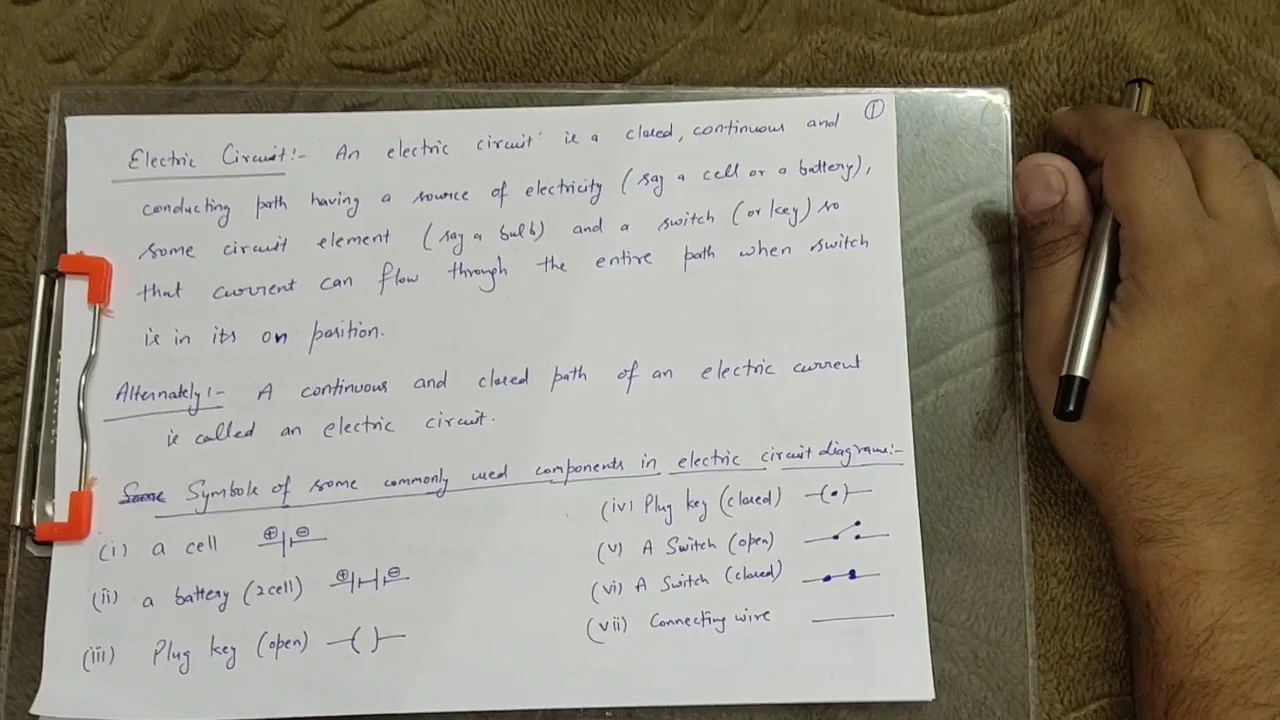 ①
Electric Circuit:- An electric circuit is a closed, continuous and
conducting path having a source of electricity (say a cell or a battery),
some circuit element (say a bulb) and a switch (or key) so
that current can flow through the entire path when switch
is in its on position.
Alternately:- A continuous and closed path of an electric current
is called an electric circuit.
Some Symbols of some commonly used components in electric circuit diagrams:-
(i) a cell ⊕ ⊖
(ii) a battery (2cell) ⊕ ⊖
(iii) Plug key (open)
(iv) Plug key (closed)
(v) A Switch (open)
(vi) A Switch (closed)
(vii) Connecting wire